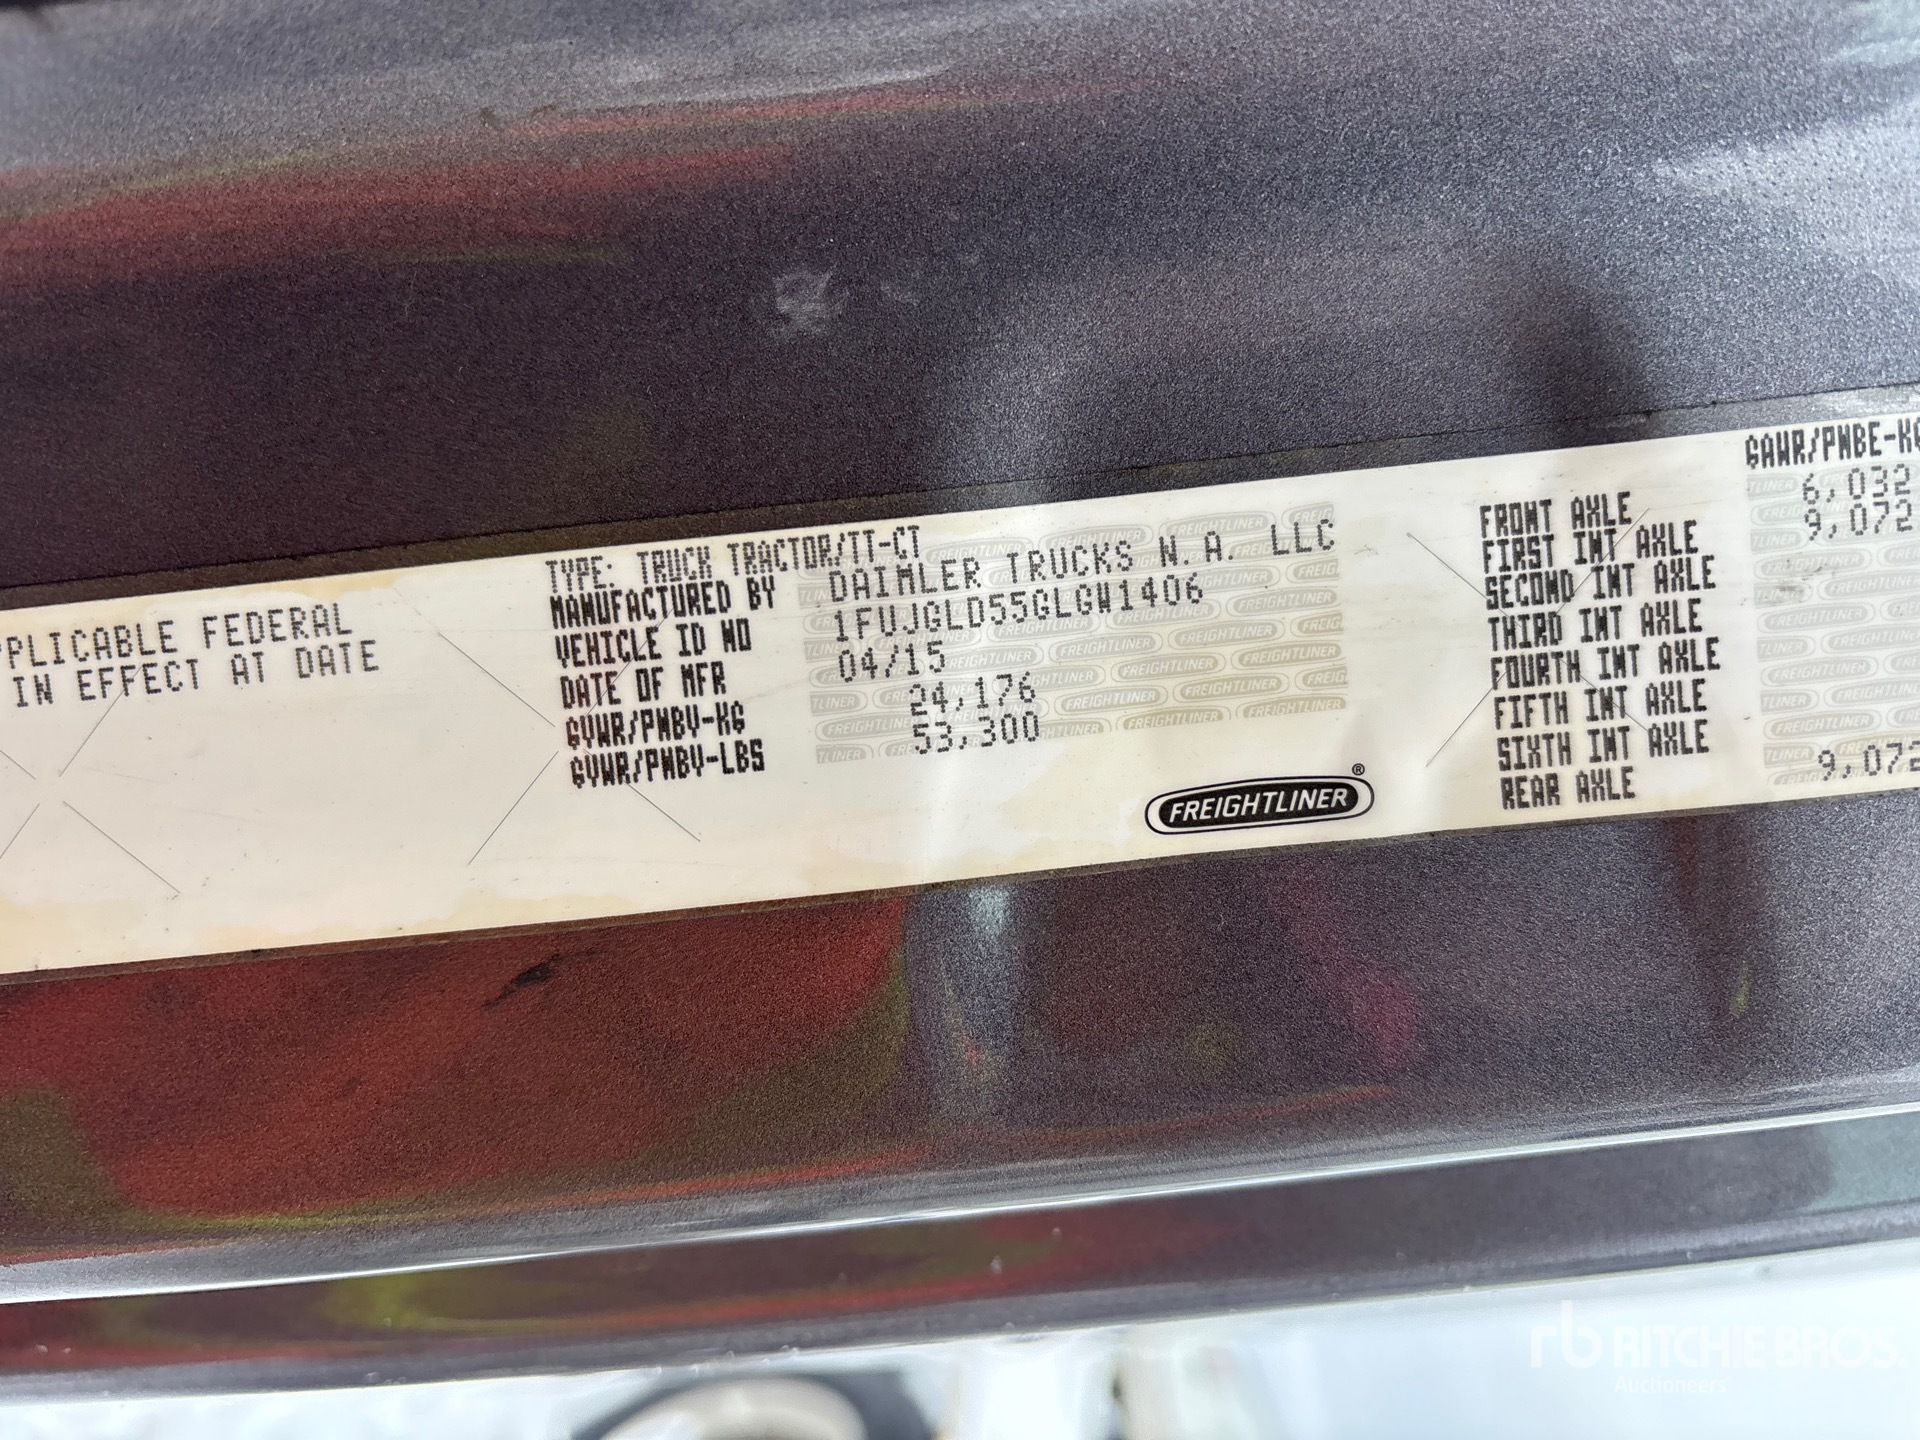 PPLICABLE FEDERAL
IN EFFECT AT DATE
TYPE: TRUCK TRACTOR/TT-CT
MANUFACTURED BY DAIMLER TRUCKS N.A. LLC
VEHICLE ID NO 1FUJGLD55GLGW1406
DATE OF MFR 04/15
GVWR/PNBV-KG 24,176
GVWR/PNBV-LBS 53,300
FREIGHTLINER®
GAWR/PNBE-KG
FRONT AXLE 6,032
FIRST INT AXLE 9,072
SECOND INT AXLE
THIRD INT AXLE
FOURTH INT AXLE
FIFTH INT AXLE
SIXTH INT AXLE
REAR AXLE 9,072
rb RITCHIE BROS.
Auctioneers